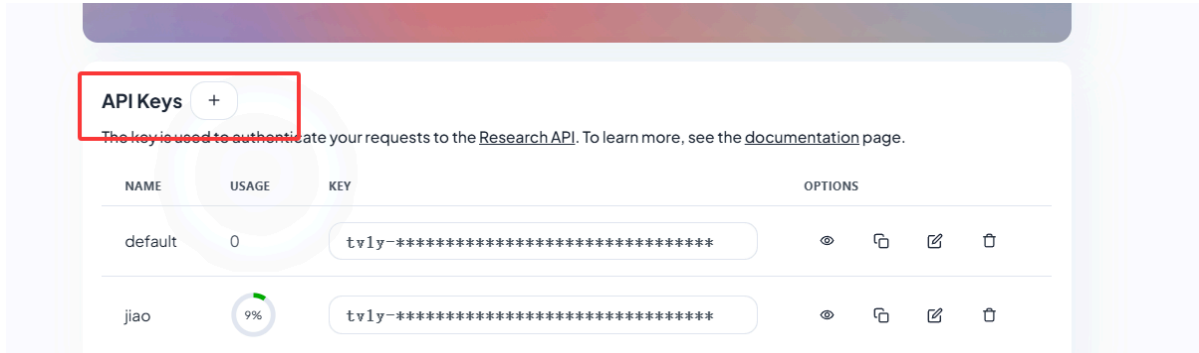 API Keys +
The key is used to authenticate your requests to the Research API. To learn more, see the documentation page.
NAME USAGE KEY OPTIONS
default 0 tvly-********************************
jiao 9% tvly-********************************